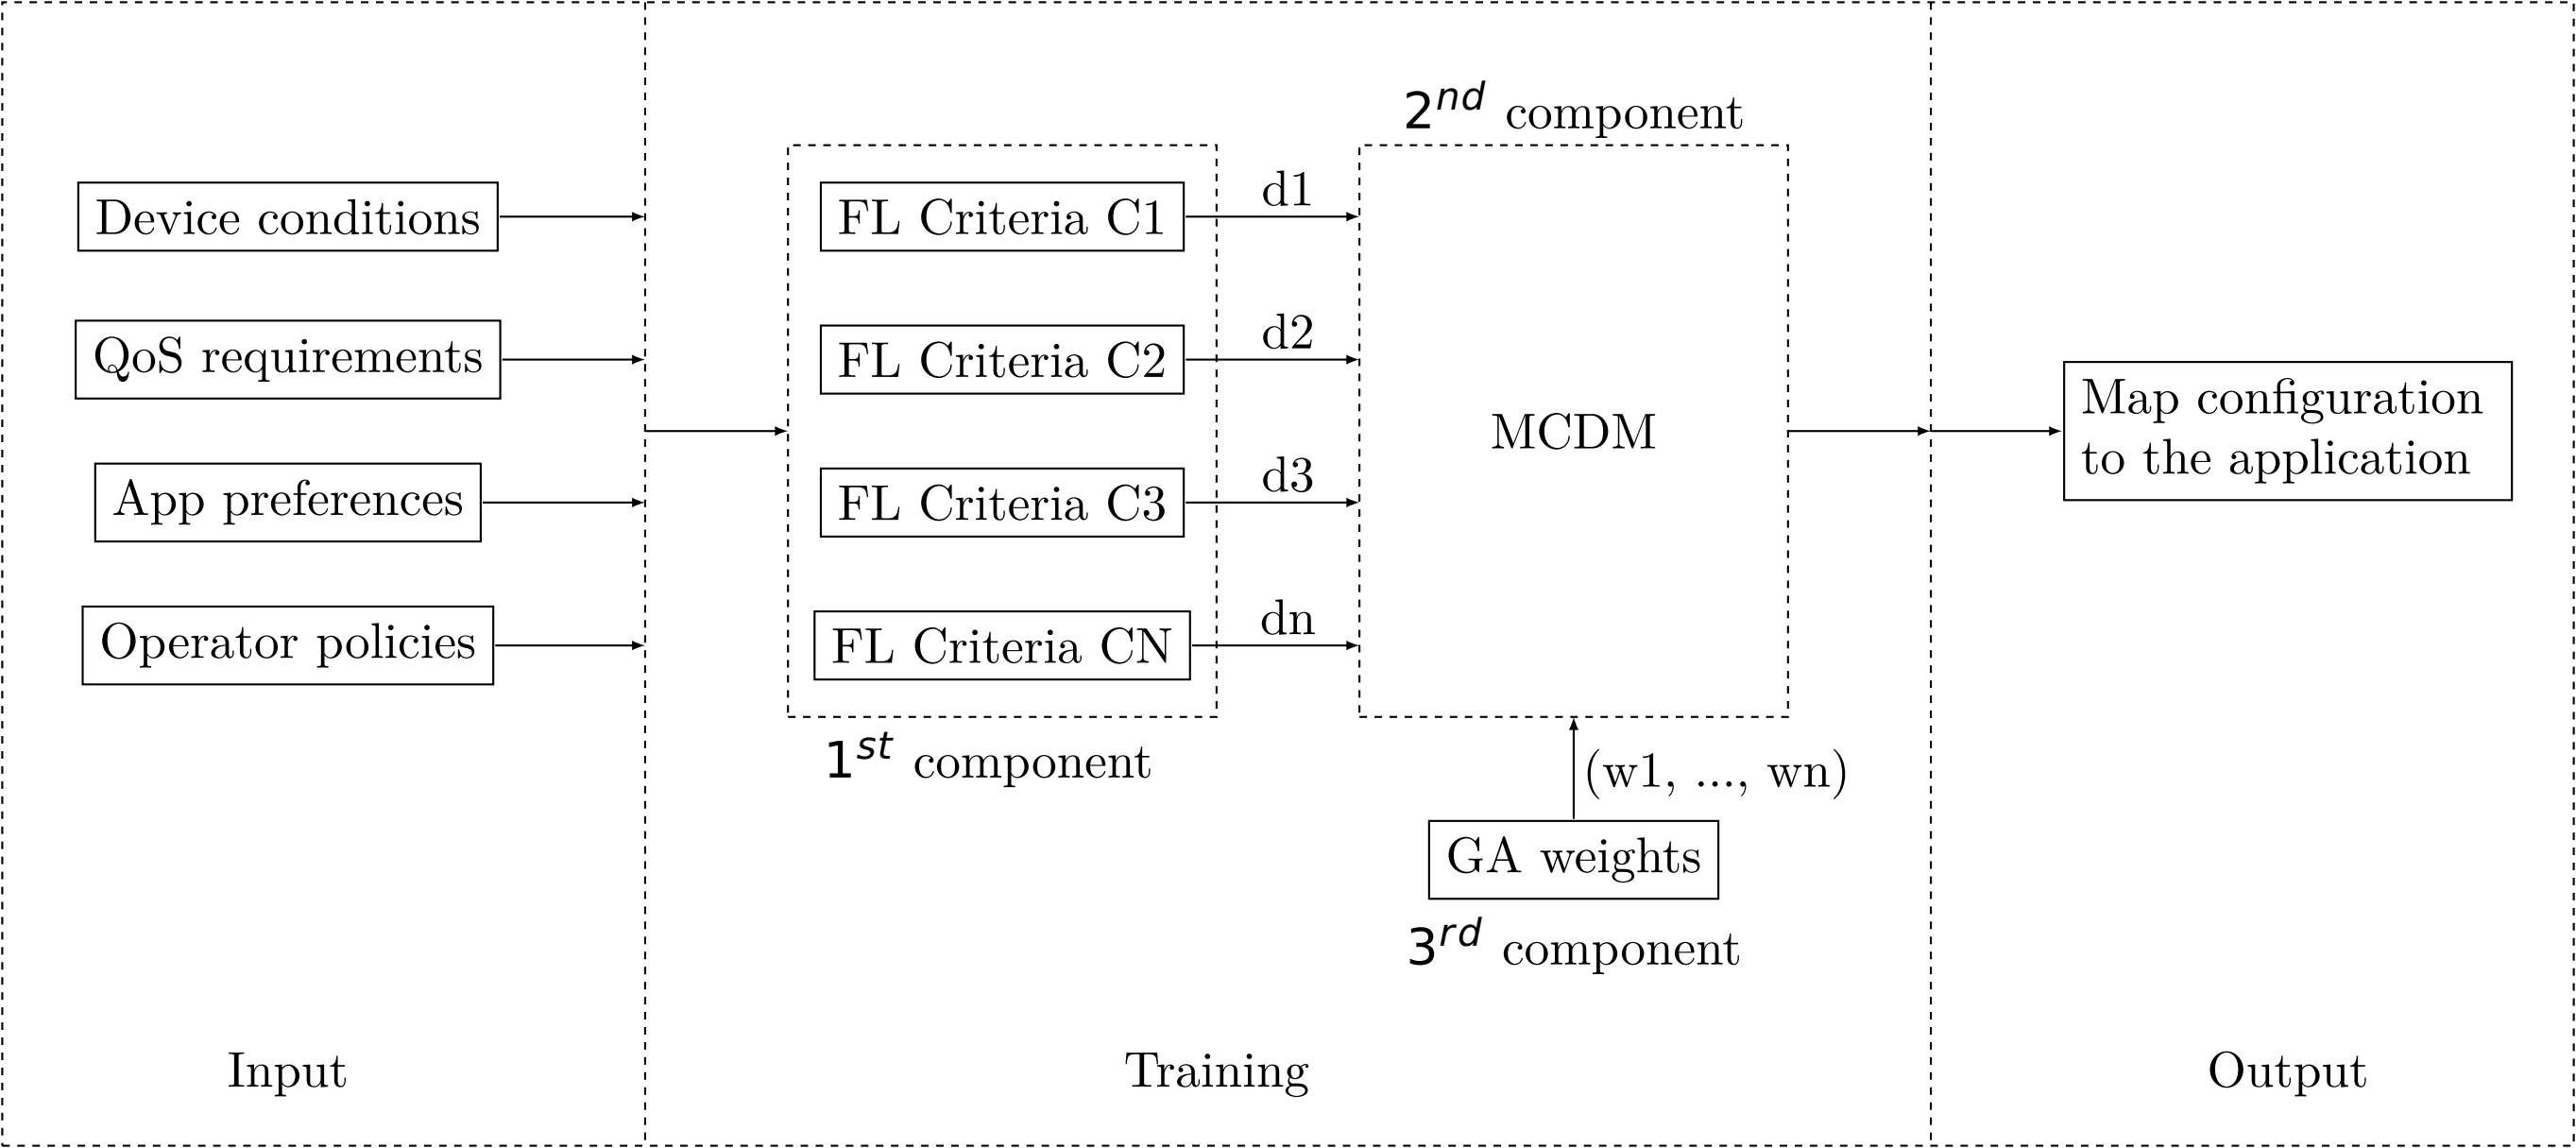 Device conditions
QoS requirements
App preferences
Operator policies
Input
FL Criteria C1
FL Criteria C2
FL Criteria C3
FL Criteria CN
1st component
d1
d2
d3
dn
2nd component
MCDM
(w1, ..., wn)
GA weights
3rd component
Training
Map configuration
to the application
Output